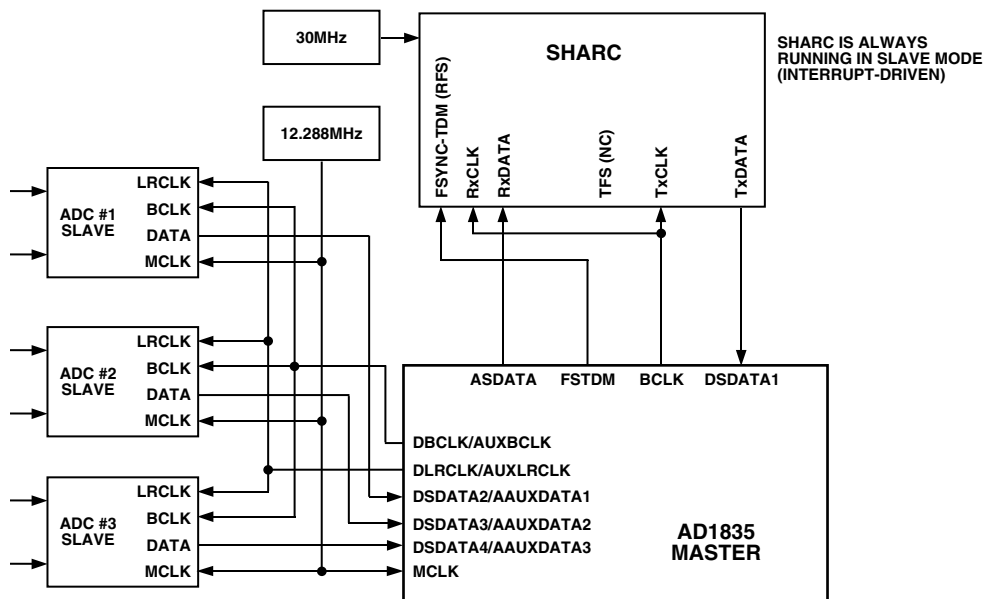 30MHz
SHARC
SHARC IS ALWAYS
RUNNING IN SLAVE MODE
(INTERRUPT-DRIVEN)
12.288MHz
FSYNC-TDM (RFS)
RxCLK
RxDATA
TFS (NC)
TxCLK
TxDATA
ADC #1
SLAVE
LRCLK
BCLK
DATA
MCLK
ADC #2
SLAVE
LRCLK
BCLK
DATA
MCLK
ADC #3
SLAVE
LRCLK
BCLK
DATA
MCLK
ASDATA
FSTDM
BCLK
DSDATA1
DBCLK/AUXBCLK
DLRCLK/AUXLRCLK
DSDATA2/AAUXDATA1
DSDATA3/AAUXDATA2
DSDATA4/AAUXDATA3
MCLK
AD1835
MASTER